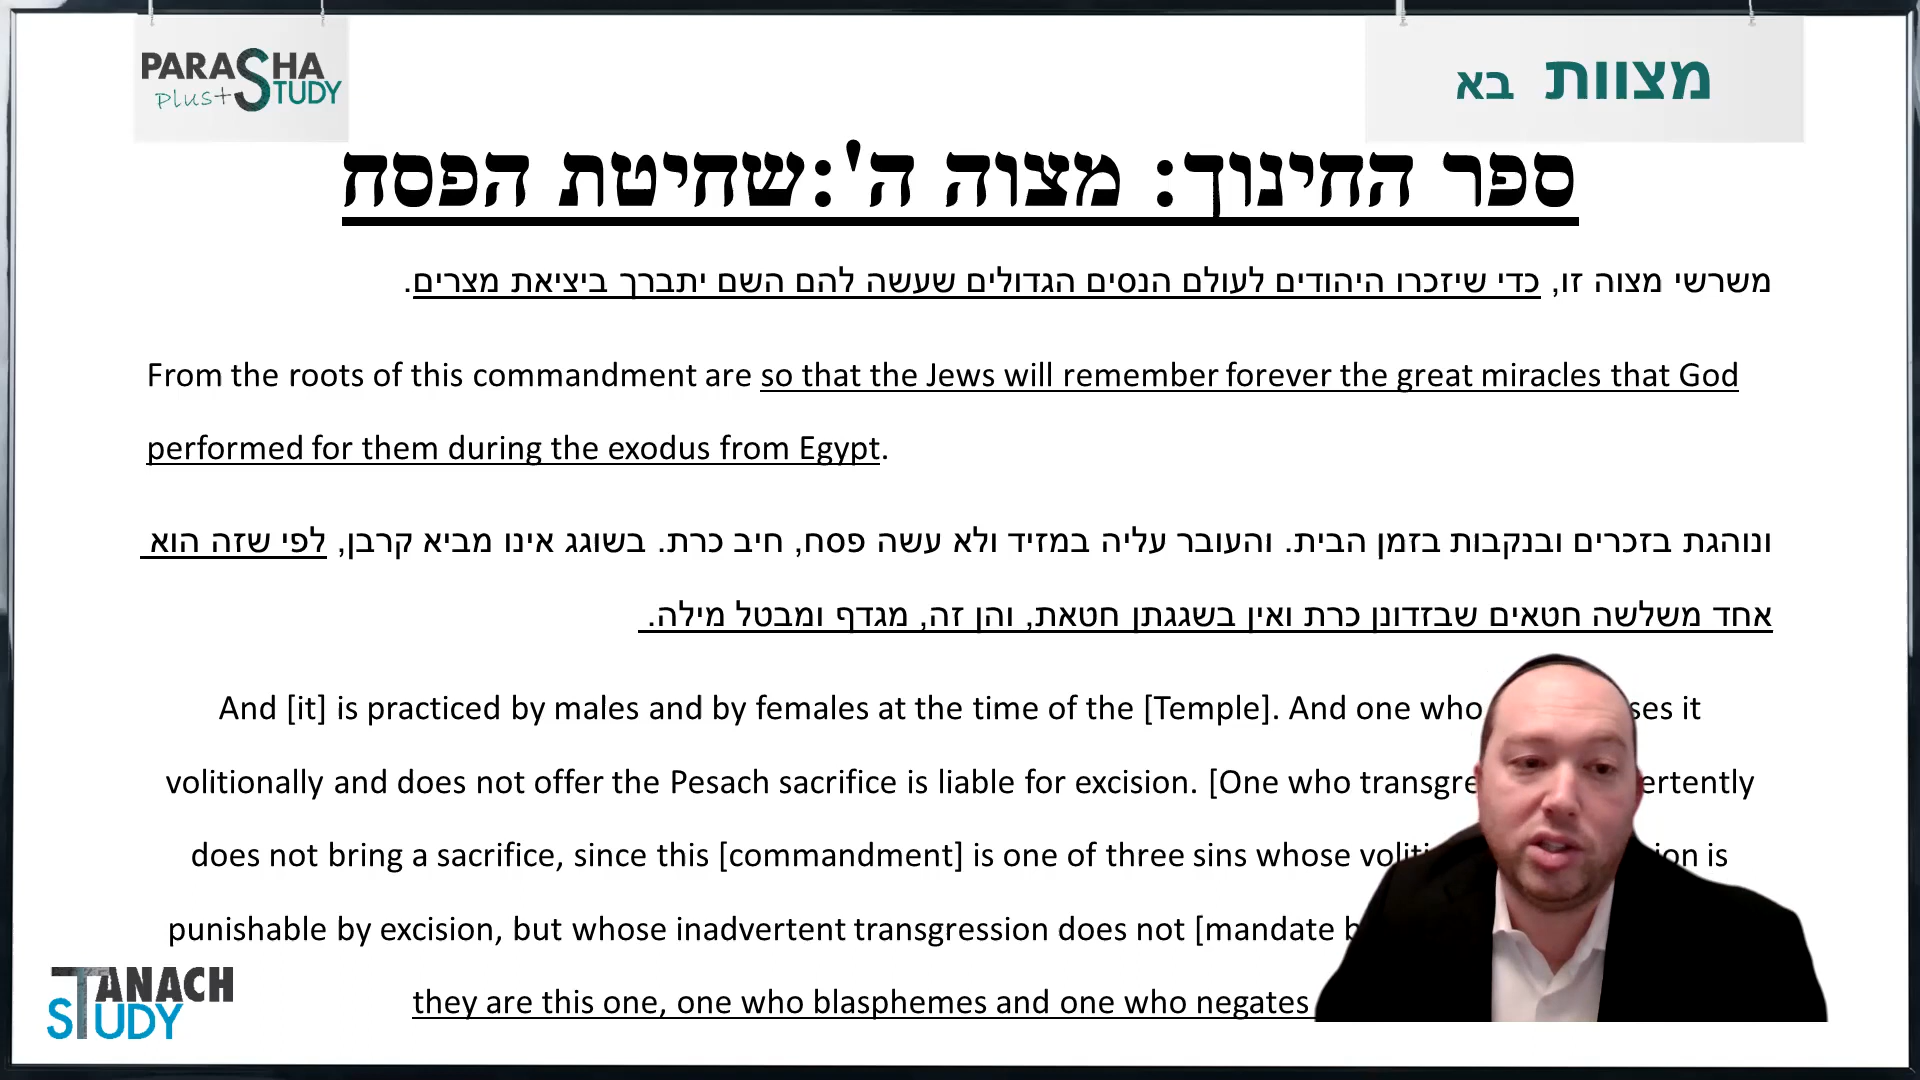 PARASHA
plus+ STUDY
מצוות בא
ספר החינוך: מצוה ה':שחיטת הפסח
משרשי מצוה זו, כדי שיזכרו היהודים לעולם הנסים הגדולים שעשה להם השם יתברך ביציאת מצרים.
From the roots of this commandment are so that the Jews will remember forever the great miracles that God
performed for them during the exodus from Egypt.
ונוהגת בזכרים ובנקבות בזמן הבית. והעובר עליה במזיד ולא עשה פסח, חיב כרת. בשוגג אינו מביא קרבן, לפי שזה הוא
אחד משלשה חטאים שבזדונן כרת ואין בשגגתן חטאת, והן זה, מגדף ומבטל מילה.
And [it] is practiced by males and by females at the time of the [Temple]. And one who it
volitionally and does not offer the Pesach sacrifice is liable for excision. [One who
does not bring a sacrifice, since this [commandment] is one of three sins whose is
punishable by excision, but whose inadvertent transgression does not [mandate
they are this one, one who blasphemes and one who negates
TANACH
STUDY